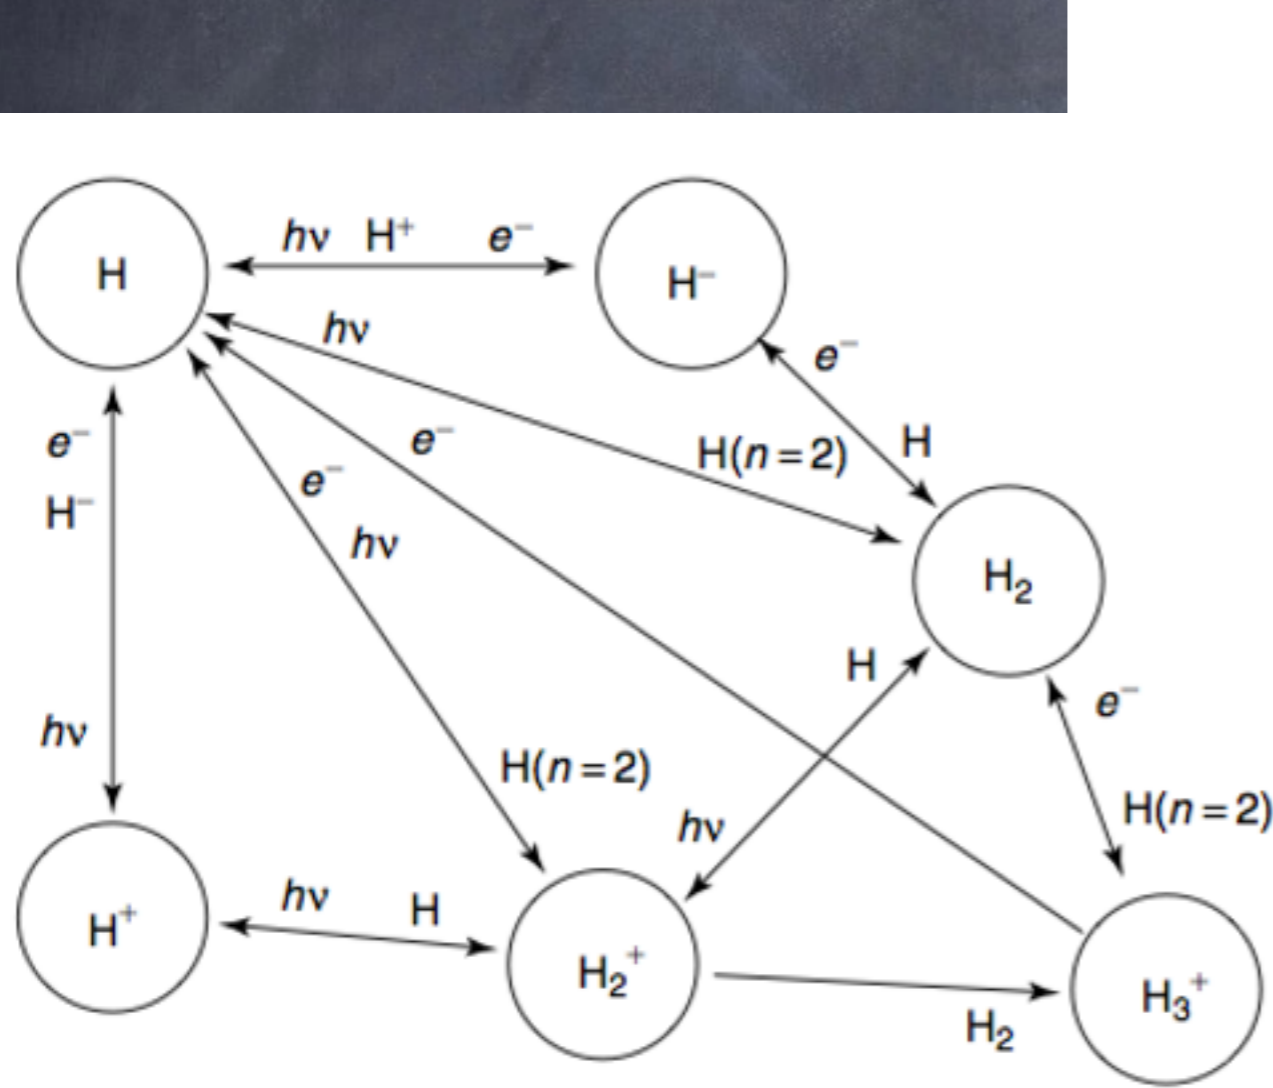 hν H⁺ e⁻
H
H⁻
hν
e⁻
e⁻
H⁻
e⁻
H(n=2)
H
e⁻
hν
H₂
H
e⁻
hν
H(n=2)
hν
H(n=2)
H⁺
hν H
H₂⁺
H₂
H₃⁺